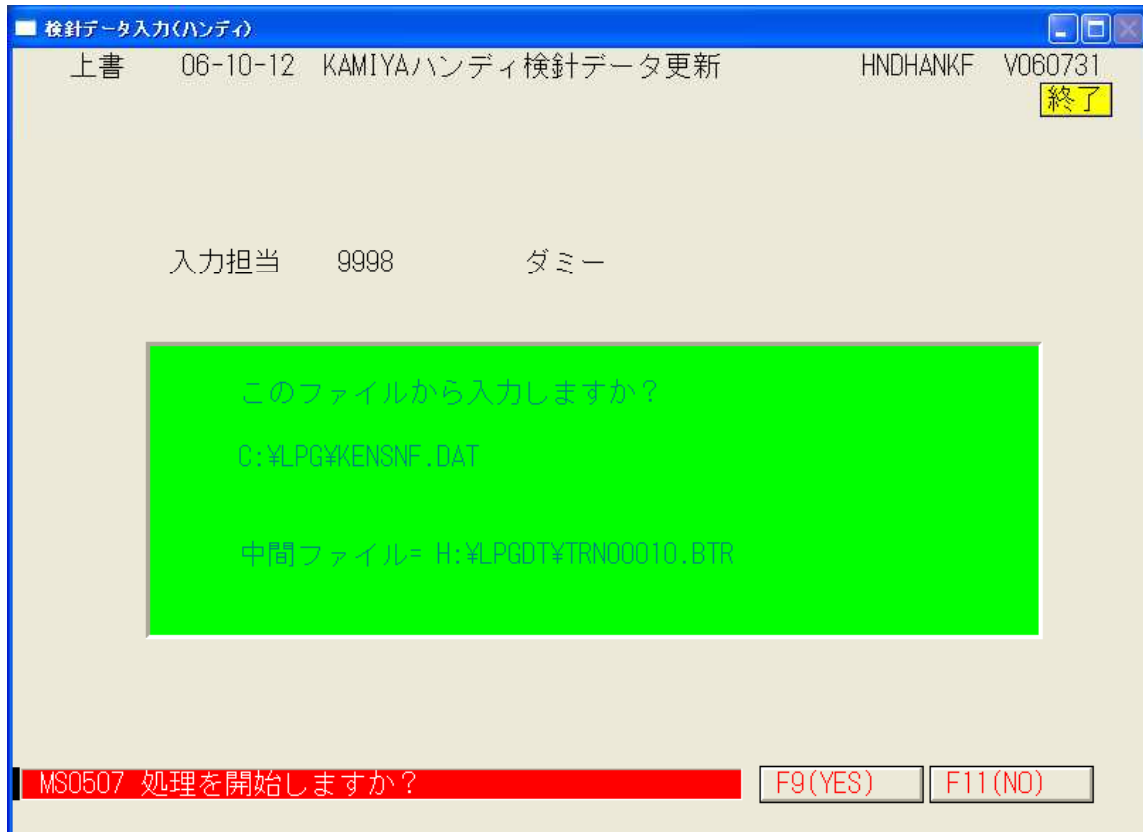 検針データ入力(ハンディ)
上書 06-10-12 KAMIYAハンディ検針データ更新 HNDHANKF V060731
終了
入力担当 9998 ダミー
このファイルから入力しますか?
C:¥LPG¥KENSNF.DAT
中間ファイル= H:¥LPGDT¥TRN00010.BTR
MS0507 処理を開始しますか? F9(YES) F11(NO)